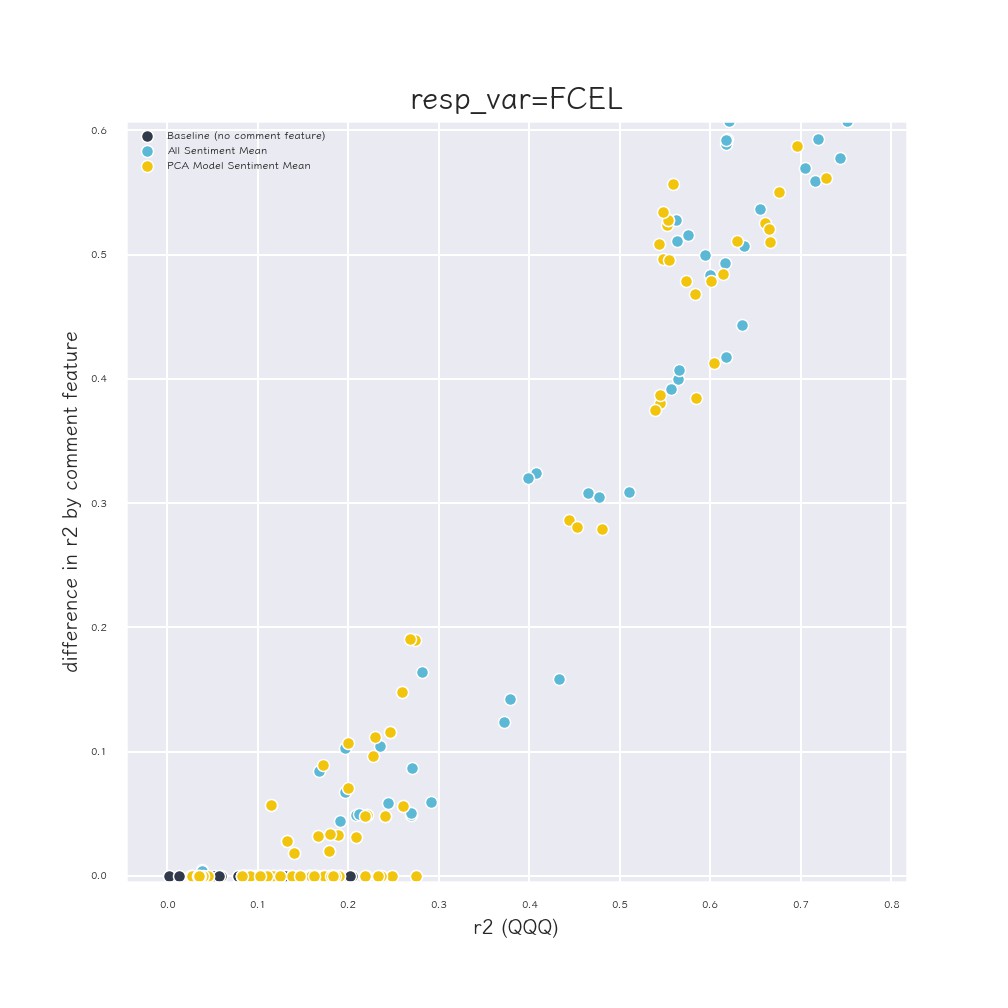 resp_var=FCEL
Baseline (no comment feature)
All Sentiment Mean
PCA Model Sentiment Mean
difference in r2 by comment feature
0.6
0.5
0.4
0.3
0.2
0.1
0.0
0.0 0.1 0.2 0.3 0.4 0.5 0.6 0.7 0.8
r2 (QQQ)